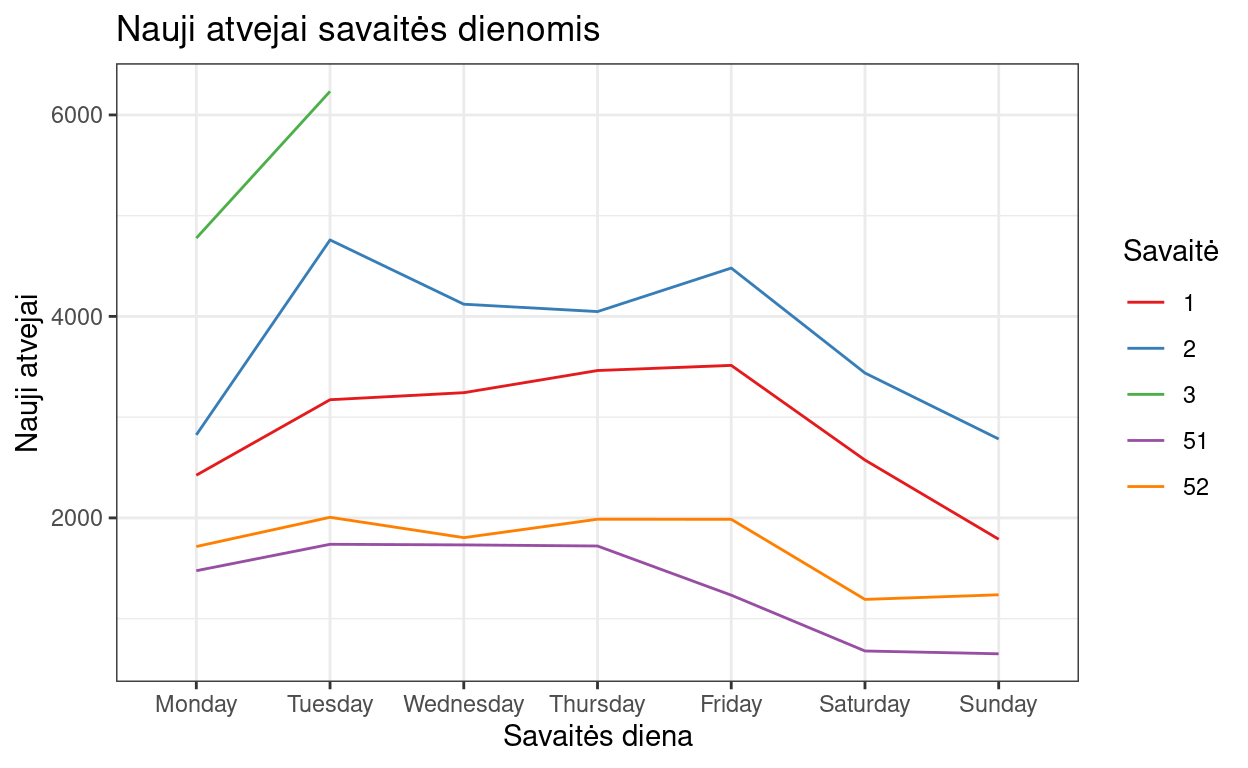 Nauji atvejai savaitės dienomis
Nauji atvejai
6000
4000
2000
Monday Tuesday Wednesday Thursday Friday Saturday Sunday
Savaitės diena
Savaitė
1
2
3
51
52